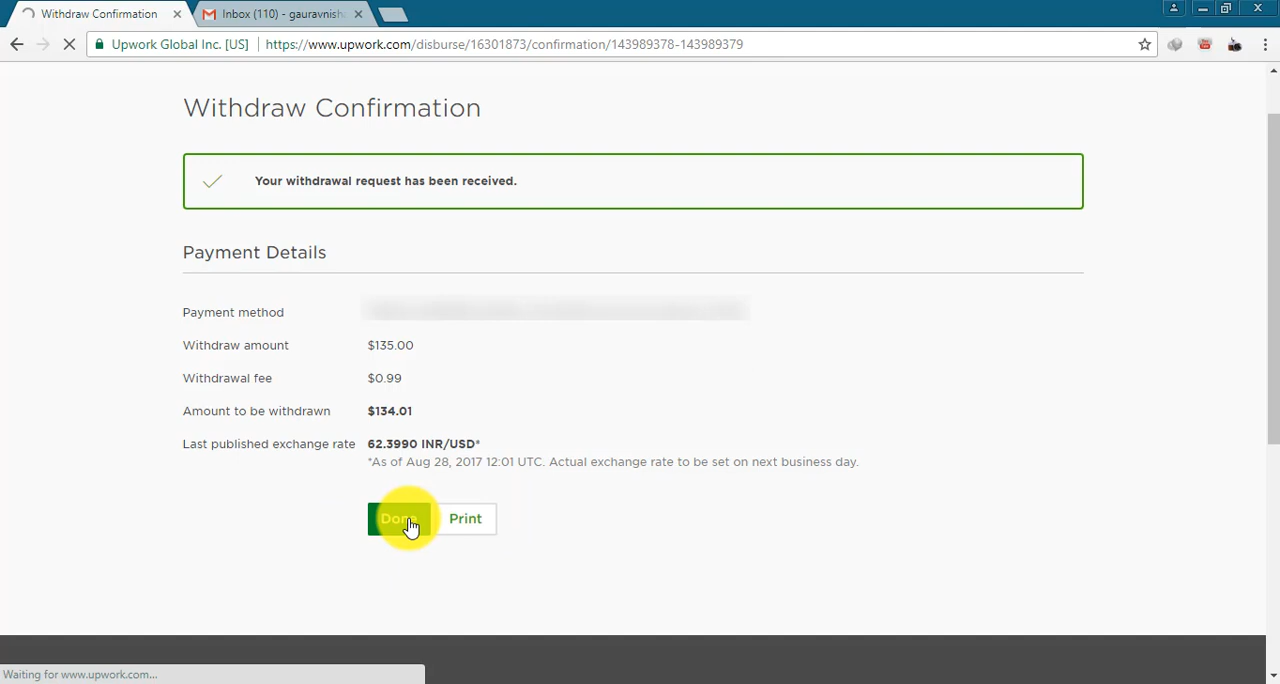 Withdraw Confirmation
Inbox (110) - gauravnish
Upwork Global Inc. [US]
https://www.upwork.com/disburse/16301873/confirmation/143989378-143989379
Withdraw Confirmation
Your withdrawal request has been received.
Payment Details
Payment method
Withdraw amount $135.00
Withdrawal fee $0.99
Amount to be withdrawn $134.01
Last published exchange rate 62.3990 INR/USD*
*As of Aug 28, 2017 12:01 UTC. Actual exchange rate to be set on next business day.
Done Print
Waiting for www.upwork.com...